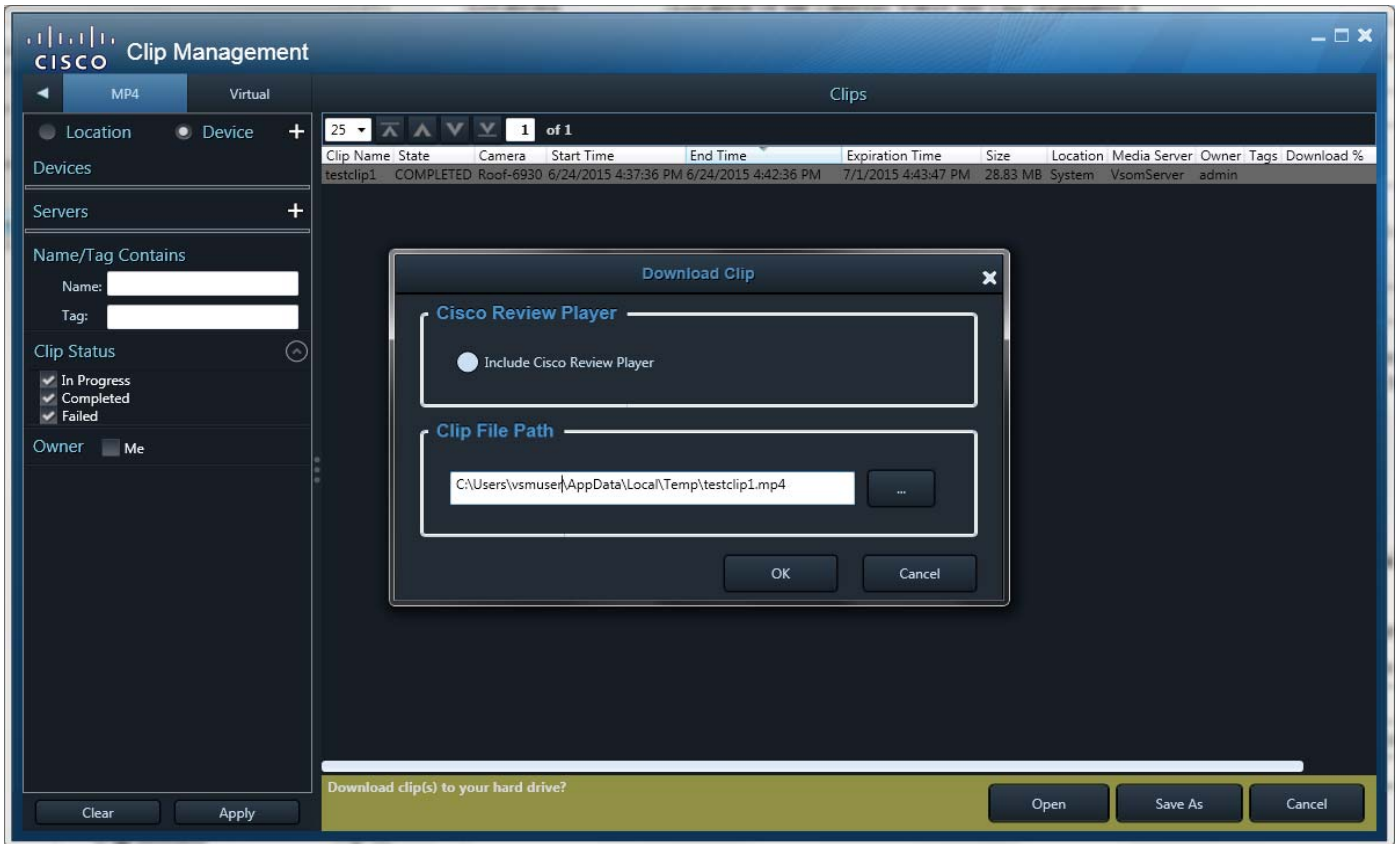 CISCO Clip Management
MP4 Virtual Clips
Location Device +
25 1 of 1
Devices
Clip Name State Camera Start Time End Time Expiration Time Size Location Media Server Owner Tags Download %
testclip1 COMPLETED Roof-6930 6/24/2015 4:37:36 PM 6/24/2015 4:42:36 PM 7/1/2015 4:43:47 PM 28.83 MB System VsomServer admin
Servers +
Name/Tag Contains
Name:
Tag:
Clip Status
In Progress
Completed
Failed
Owner Me
Download Clip
Cisco Review Player
Include Cisco Review Player
Clip File Path
C:\Users\vsmuser\AppData\Local\Temp\testclip1.mp4
...
OK Cancel
Download clip(s) to your hard drive?
Open Save As Cancel
Clear Apply